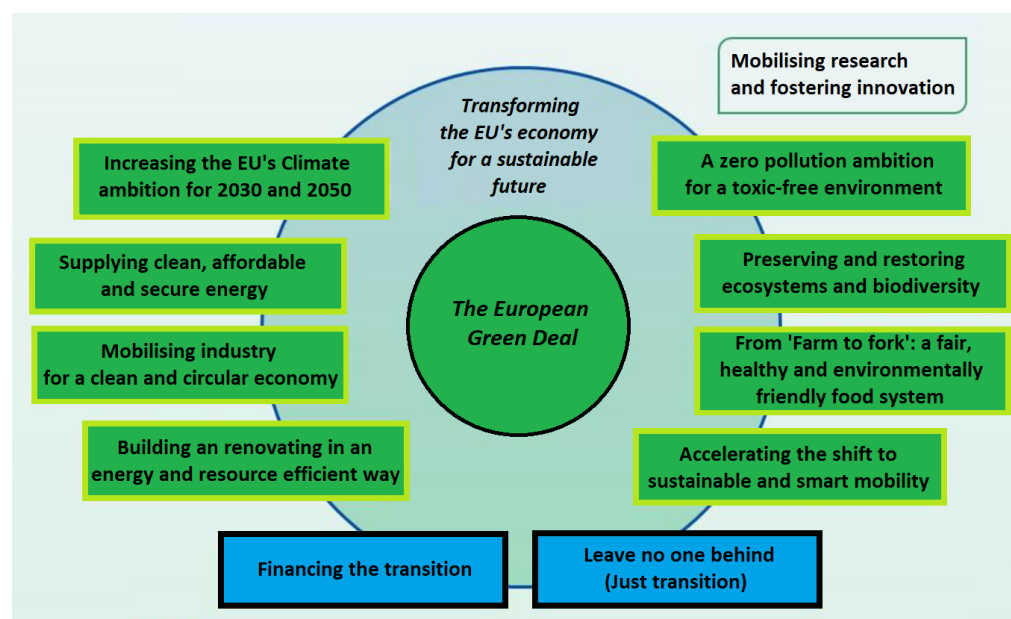 Mobilising research
and fostering innovation
Transforming
the EU's economy
for a sustainable
future
Increasing the EU's Climate
ambition for 2030 and 2050
A zero pollution ambition
for a toxic-free environment
Supplying clean, affordable
and secure energy
Preserving and restoring
ecosystems and biodiversity
The European
Green Deal
Mobilising industry
for a clean and circular economy
From 'Farm to fork': a fair,
healthy and environmentally
friendly food system
Building an renovating in an
energy and resource efficient way
Accelerating the shift to
sustainable and smart mobility
Financing the transition
Leave no one behind
(Just transition)